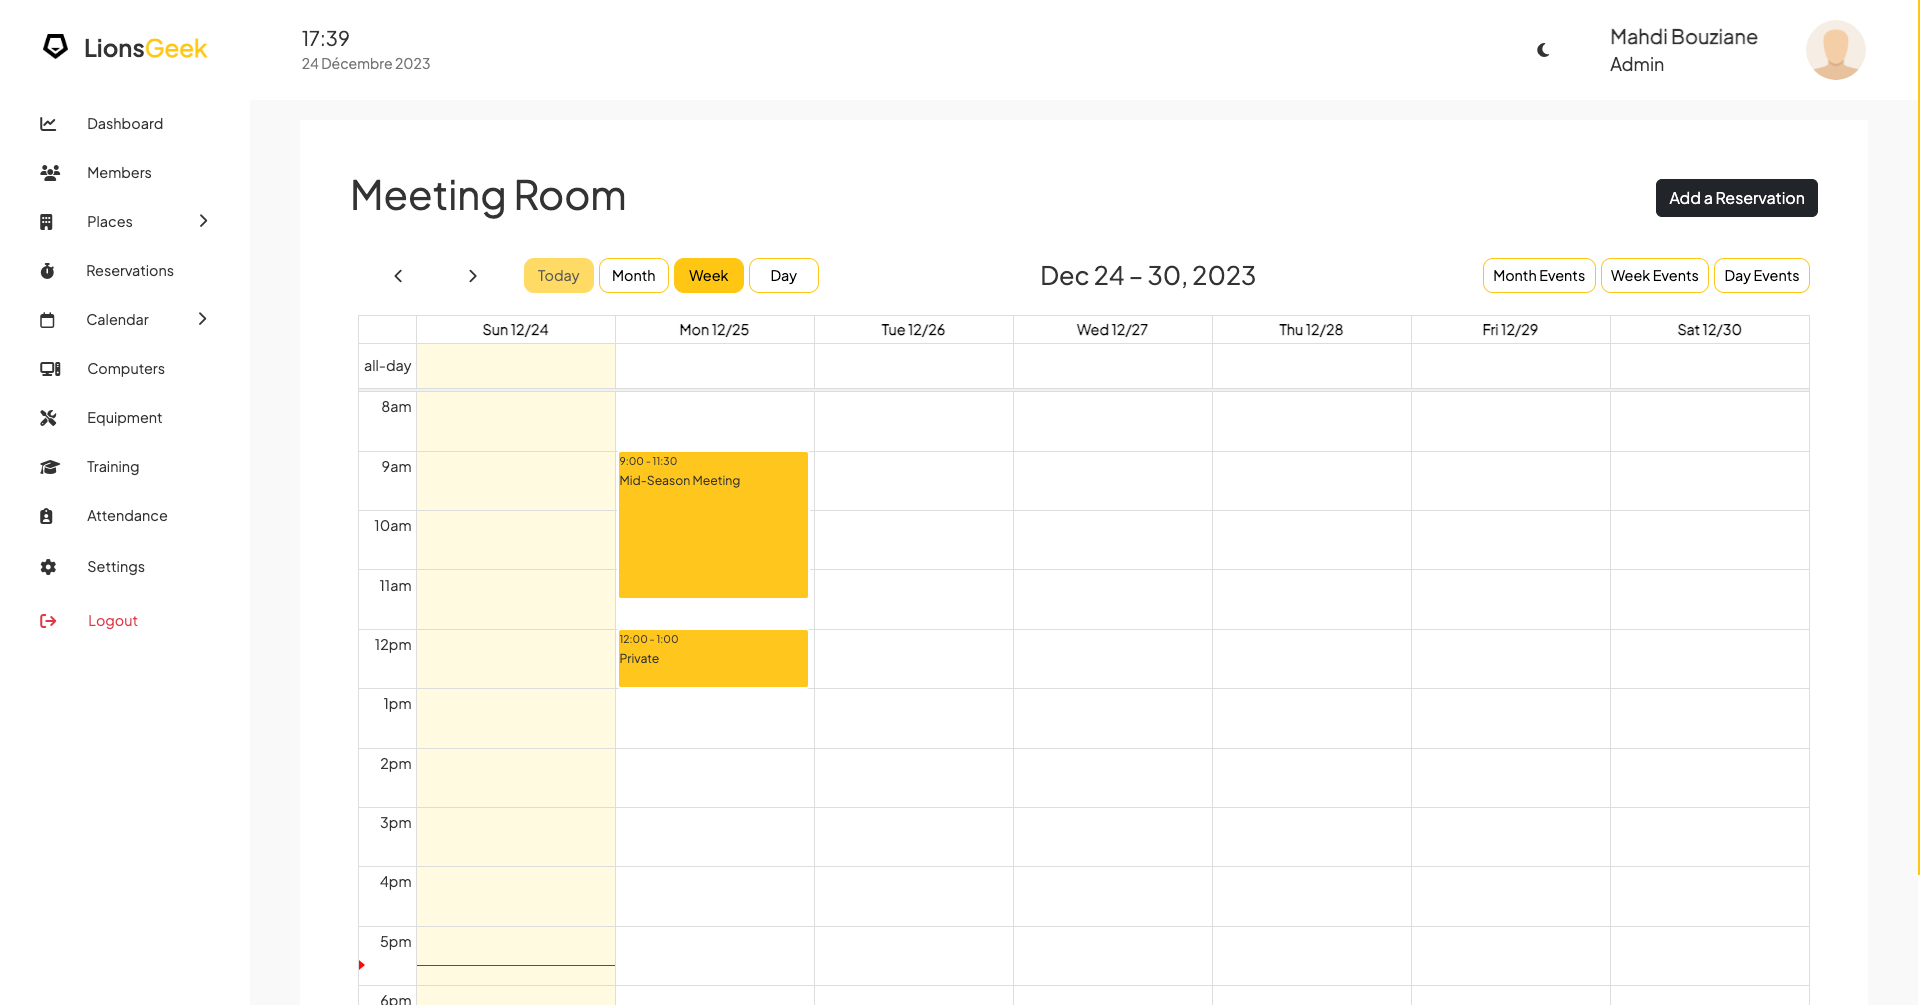 LionsGeek
17:39
24 Décembre 2023
Mahdi Bouziane
Admin
Dashboard
Members
Places
Reservations
Calendar
Computers
Equipment
Training
Attendance
Settings
Logout
Meeting Room
Add a Reservation
Today Month Week Day
Dec 24 – 30, 2023
Month Events Week Events Day Events
Sun 12/24 Mon 12/25 Tue 12/26 Wed 12/27 Thu 12/28 Fri 12/29 Sat 12/30
all-day
8am
9am
9:00 - 11:30
Mid-Season Meeting
10am
11am
12pm
12:00 - 1:00
Private
1pm
2pm
3pm
4pm
5pm
6pm